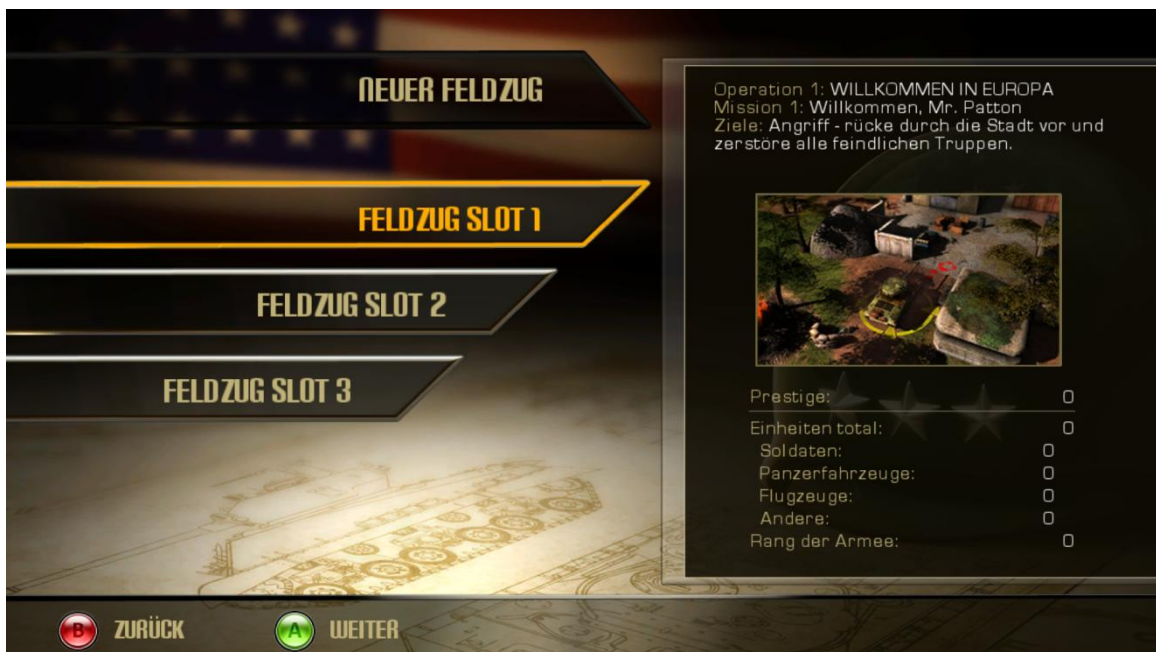 NEUER FELDZUG
FELDZUG SLOT 1
FELDZUG SLOT 2
FELDZUG SLOT 3
Operation 1: WILLKOMMEN IN EUROPA
Mission 1: Willkommen, Mr. Patton
Ziele: Angriff - rücke durch die Stadt vor und
zerstöre alle feindlichen Truppen.
Prestige: 0
Einheiten total: 0
Soldaten: 0
Panzerfahrzeuge: 0
Flugzeuge: 0
Andere: 0
Rang der Armee: 0
B ZURÜCK
A WEITER